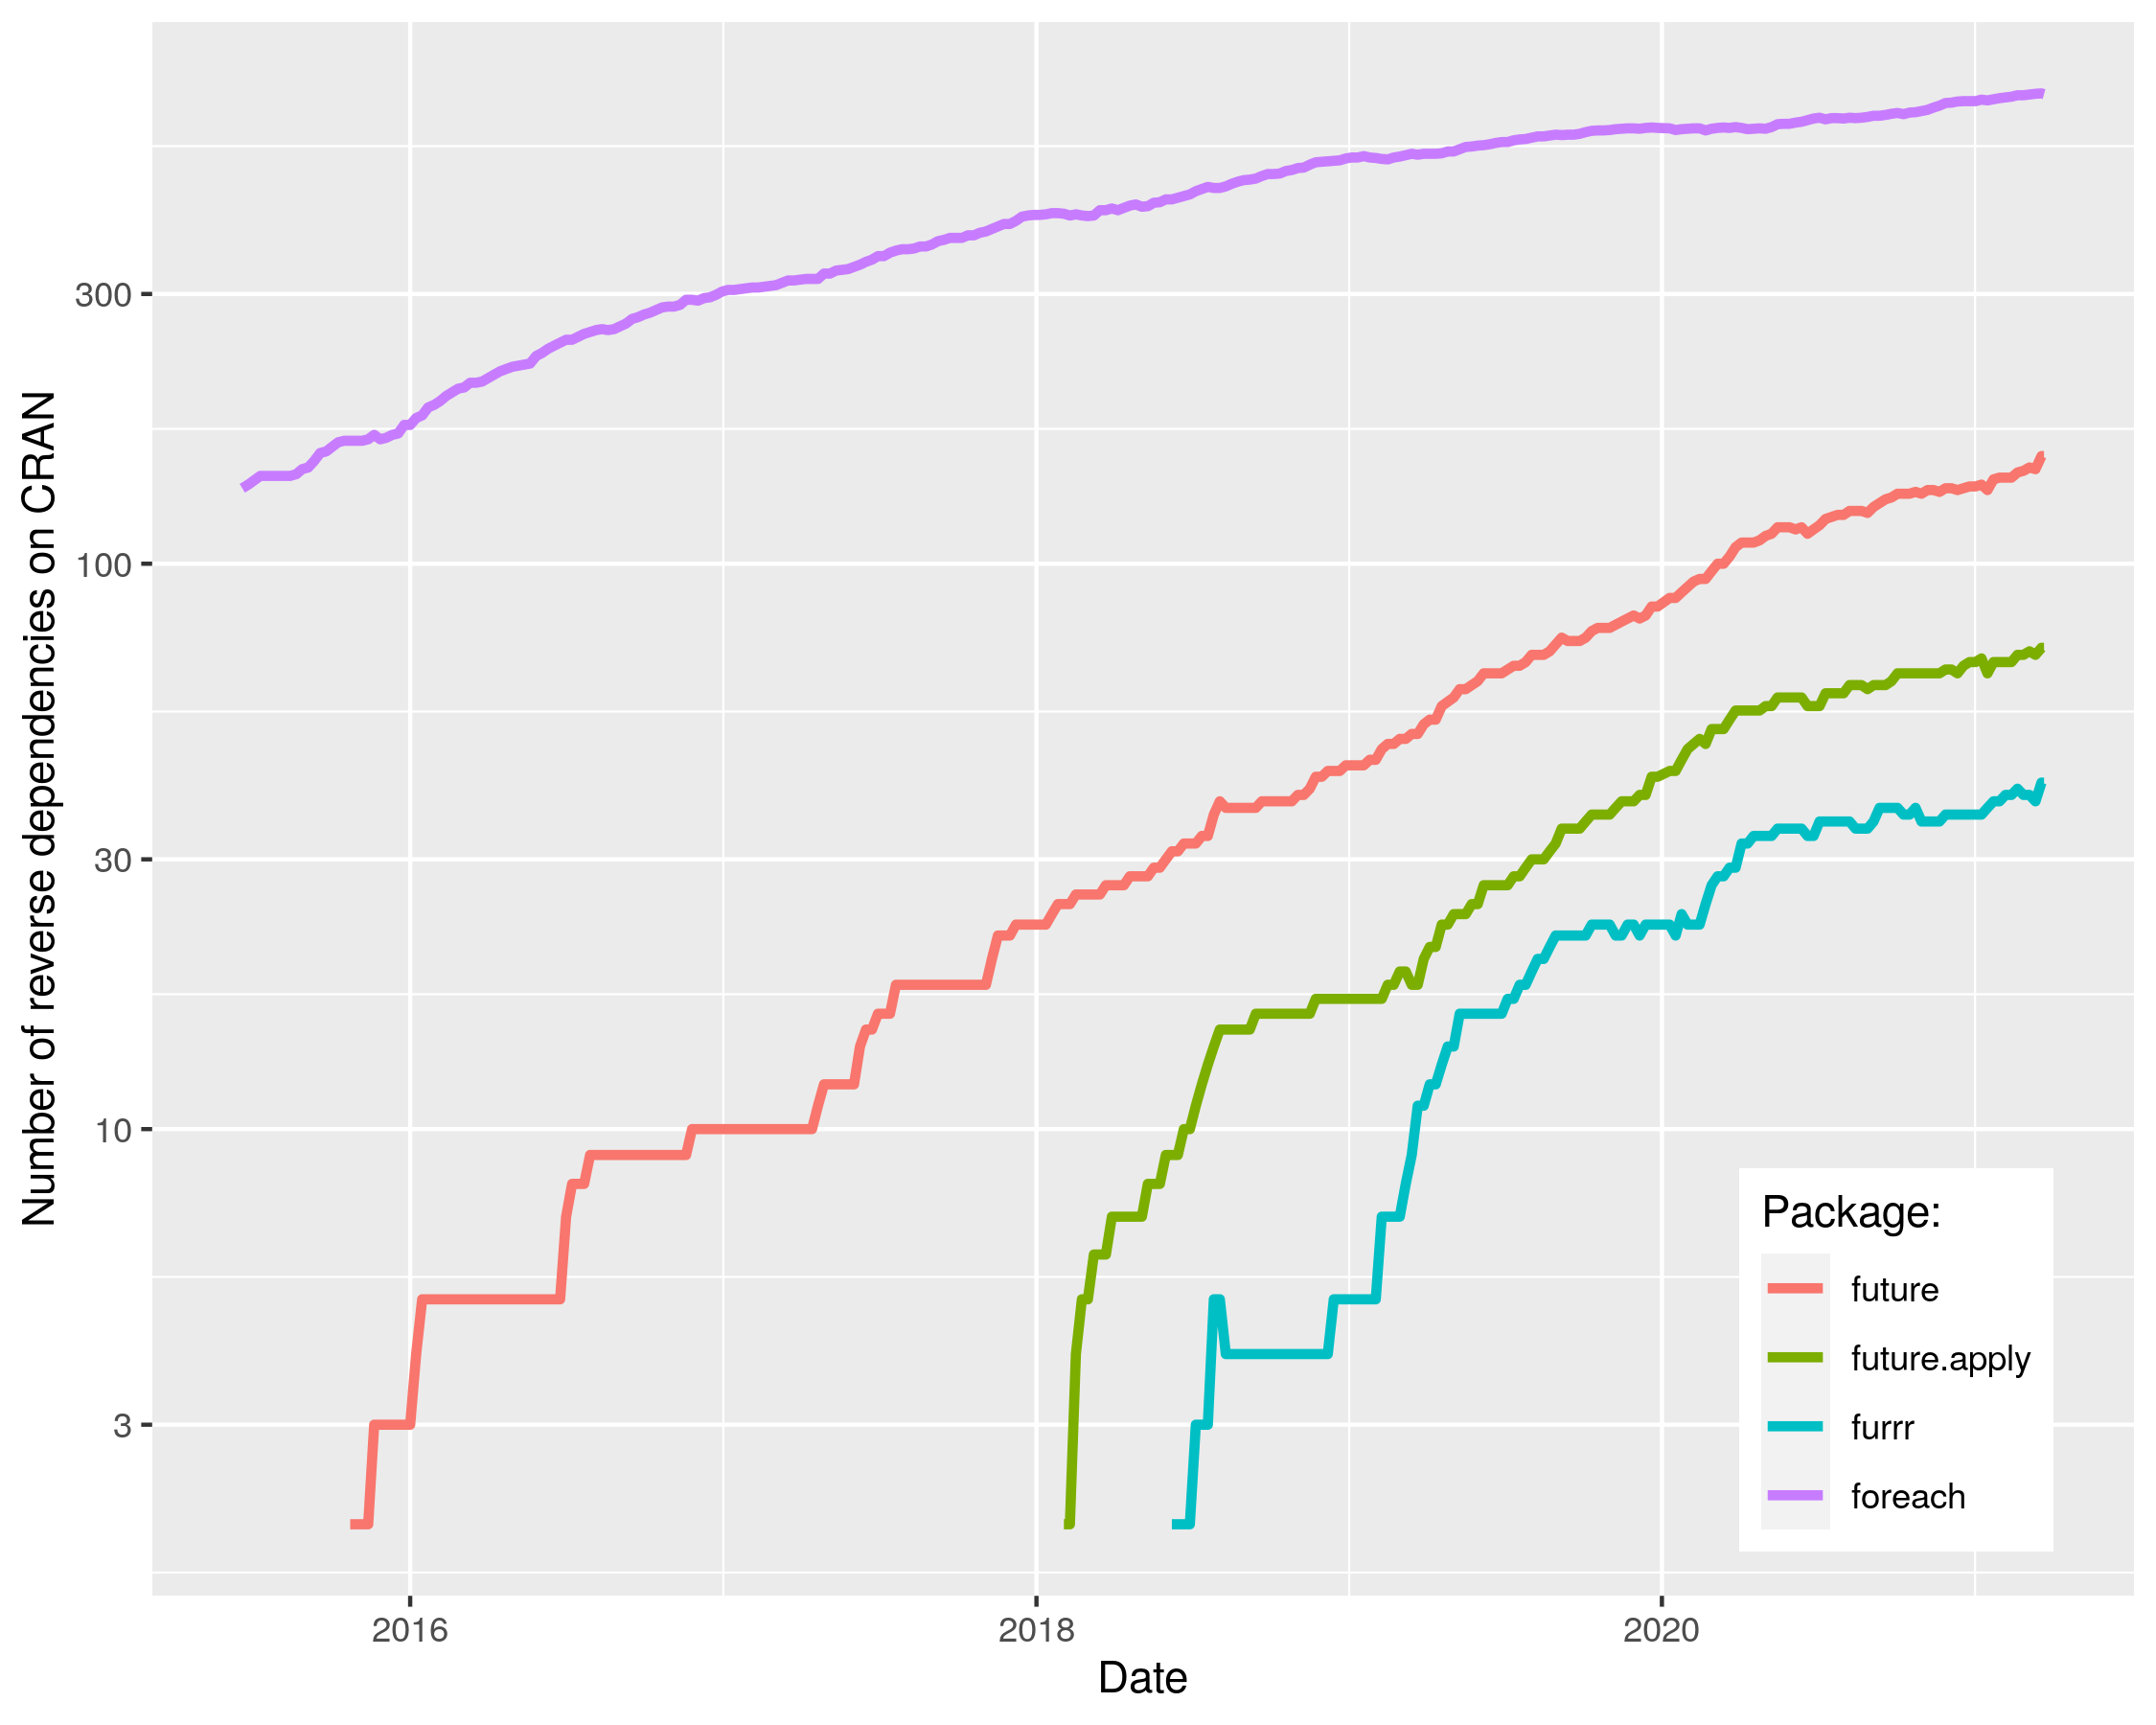 Number of reverse dependencies on CRAN
300
100
30
10
3
2016
2018
2020
Date
Package:
future
future.apply
furrr
foreach